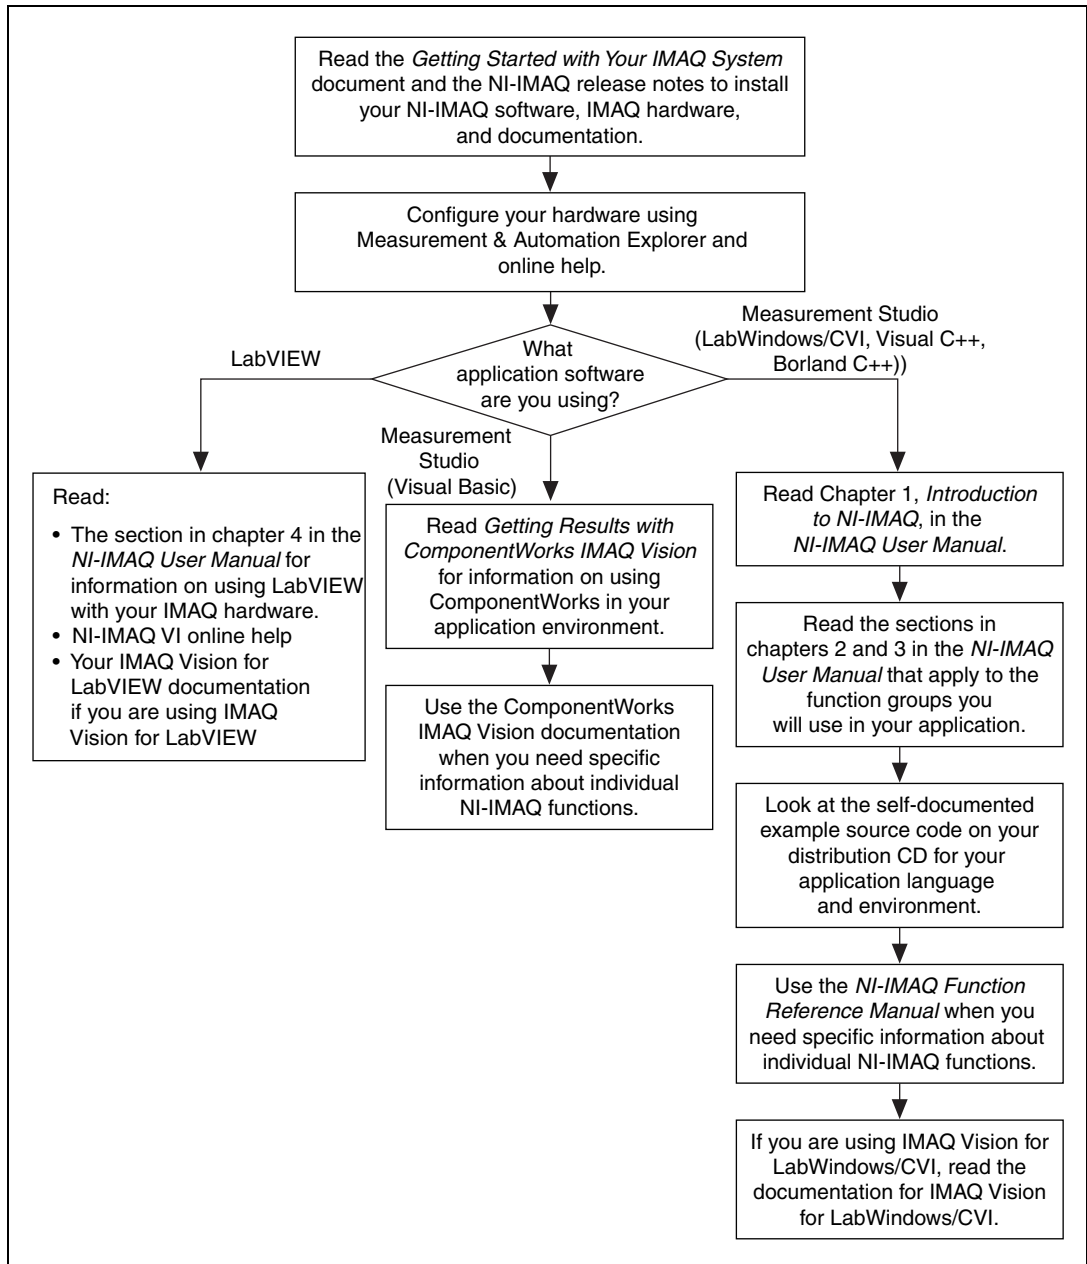 Read the Getting Started with Your IMAQ System
document and the NI-IMAQ release notes to install
your NI-IMAQ software, IMAQ hardware,
and documentation.
Configure your hardware using
Measurement & Automation Explorer and
online help.
What
application software
are you using?
LabVIEW
Read:
• The section in chapter 4 in the
NI-IMAQ User Manual for
information on using LabVIEW
with your IMAQ hardware.
• NI-IMAQ VI online help
• Your IMAQ Vision for
LabVIEW documentation
if you are using IMAQ
Vision for LabVIEW
Measurement
Studio
(Visual Basic)
Read Getting Results with
ComponentWorks IMAQ Vision
for information on using
ComponentWorks in your
application environment.
Use the ComponentWorks
IMAQ Vision documentation
when you need specific
information about individual
NI-IMAQ functions.
Measurement Studio
(LabWindows/CVI, Visual C++,
Borland C++))
Read Chapter 1, Introduction
to NI-IMAQ, in the
NI-IMAQ User Manual.
Read the sections in
chapters 2 and 3 in the NI-IMAQ
User Manual that apply to the
function groups you
will use in your application.
Look at the self-documented
example source code on your
distribution CD for your
application language
and environment.
Use the NI-IMAQ Function
Reference Manual when you
need specific information about
individual NI-IMAQ functions.
If you are using IMAQ Vision for
LabWindows/CVI, read the
documentation for IMAQ Vision
for LabWindows/CVI.